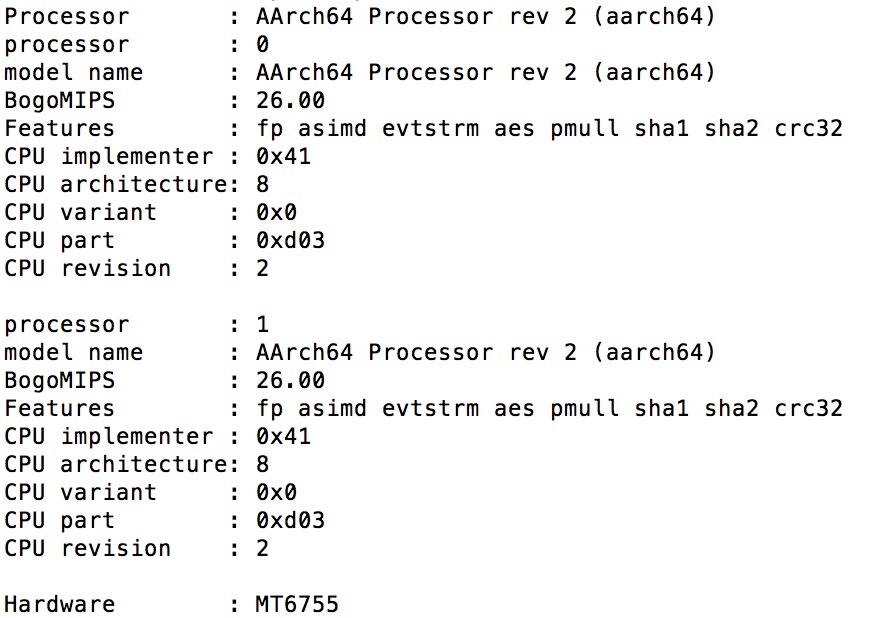 Processor       : AArch64 Processor rev 2 (aarch64)
processor       : 0
model name      : AArch64 Processor rev 2 (aarch64)
BogoMIPS        : 26.00
Features        : fp asimd evtstrm aes pmull sha1 sha2 crc32
CPU implementer : 0x41
CPU architecture: 8
CPU variant     : 0x0
CPU part        : 0xd03
CPU revision    : 2

processor       : 1
model name      : AArch64 Processor rev 2 (aarch64)
BogoMIPS        : 26.00
Features        : fp asimd evtstrm aes pmull sha1 sha2 crc32
CPU implementer : 0x41
CPU architecture: 8
CPU variant     : 0x0
CPU part        : 0xd03
CPU revision    : 2

Hardware        : MT6755